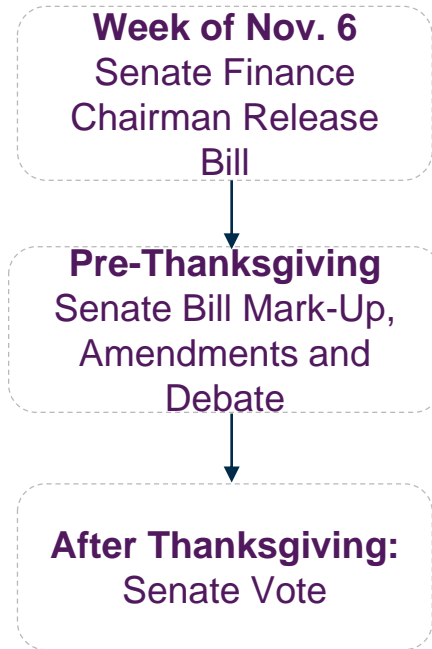 Week of Nov. 6
Senate Finance
Chairman Release
Bill
Pre-Thanksgiving
Senate Bill Mark-Up,
Amendments and
Debate
After Thanksgiving:
Senate Vote